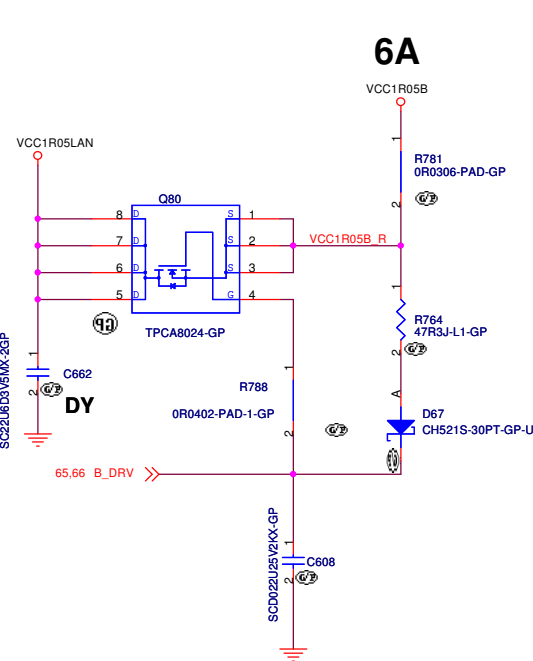 6A
VCC1R05B
VCC1R05LAN
1
R781
0R0306-PAD-GP
2
G/P
Q80
8 D S 1
7 D S 2
VCC1R05B_R
6 D S 3
5 D G 4
GP
TPCA8024-GP
1
R764
47R3J-L1-GP
2
G/P
1
C662
2
G/P
DY
SC22U6D3V5MX-2GP
1
R788
0R0402-PAD-1-GP
2
G/P
A
D67
CH521S-30PT-GP-U
65,66 B_DRV
SCD022U25V2KX-GP
1
C608
2
G/P